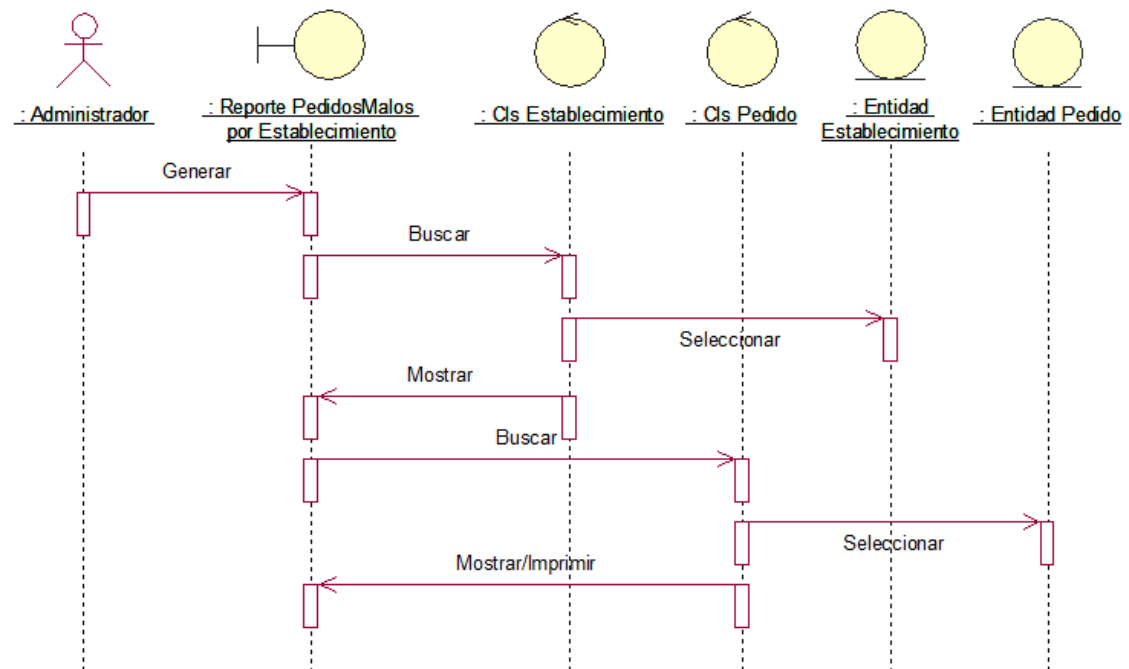 : Administrador
: Reporte PedidosMalos
por Establecimiento
: Cls Establecimiento
: Cls Pedido
: Entidad
Establecimiento
: Entidad Pedido
Generar
Buscar
Seleccionar
Mostrar
Buscar
Seleccionar
Mostrar/Imprimir